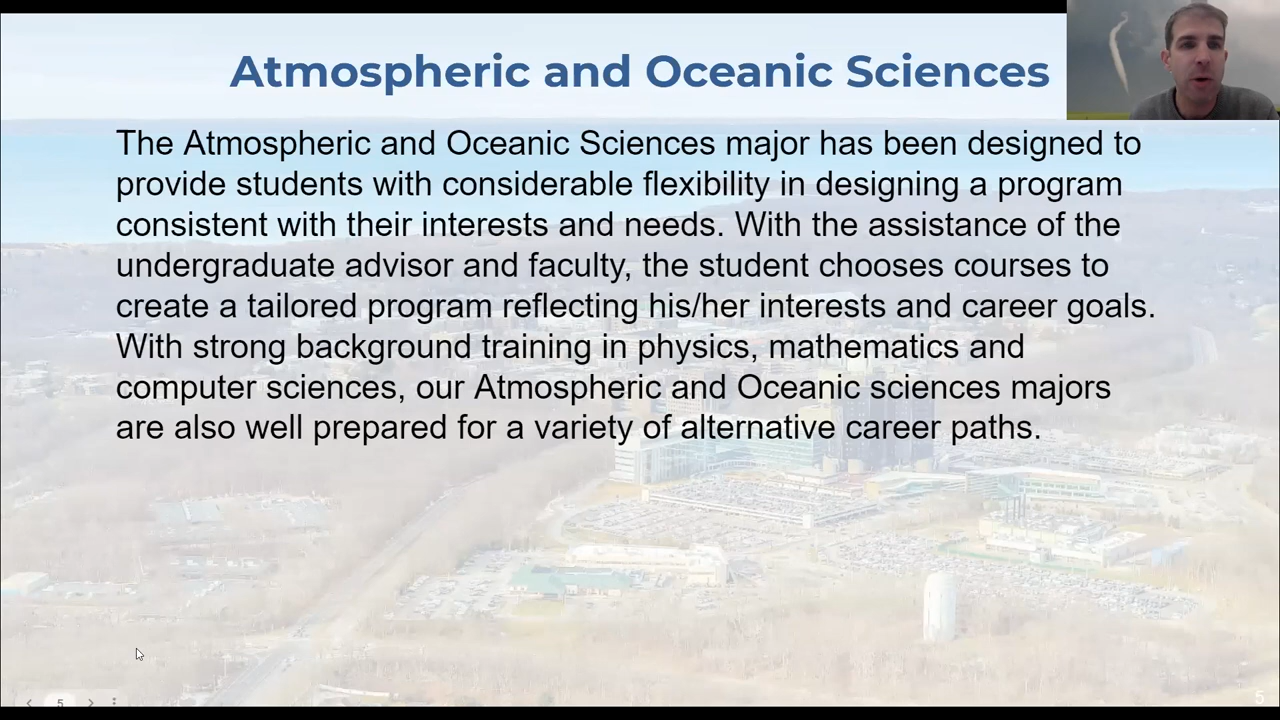 Atmospheric and Oceanic Sciences
The Atmospheric and Oceanic Sciences major has been designed to
provide students with considerable flexibility in designing a program
consistent with their interests and needs. With the assistance of the
undergraduate advisor and faculty, the student chooses courses to
create a tailored program reflecting his/her interests and career goals.
With strong background training in physics, mathematics and
computer sciences, our Atmospheric and Oceanic sciences majors
are also well prepared for a variety of alternative career paths.
5
5